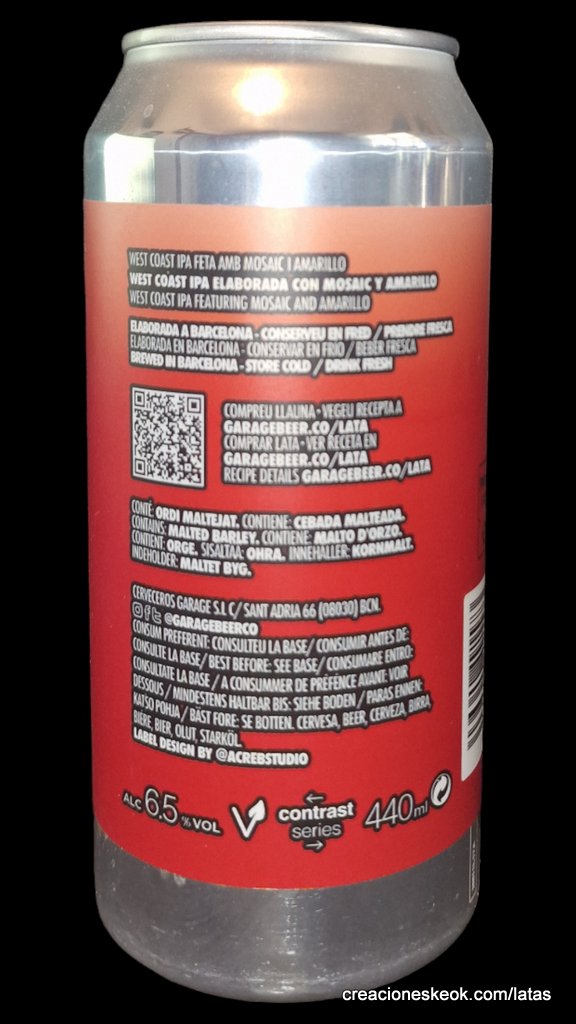 WEST COAST IPA FETA AMB MOSAIC I AMARILLO
WEST COAST IPA ELABORADA CON MOSAIC Y AMARILLO
WEST COAST IPA FEATURING MOSAIC AND AMARILLO
ELABORADA A BARCELONA - CONSERVEU EN FRED / PRENDRE FRESCA
ELABORADA EN BARCELONA - CONSERVAR EN FRIO / BEBER FRESCA
BREWED IN BARCELONA - STORE COLD / DRINK FRESH
COMPREU LLAUNA - VEGEU RECEPTA A
GARAGEBEER.CO/LATA
COMPRAR LATA - VER RECETA EN
GARAGEBEER.CO/LATA
RECIPE DETAILS GARAGEBEER.CO/LATA
CONTÉ: ORDI MALTEJAT. CONTIENE: CEBADA MALTEADA.
CONTAINS: MALTED BARLEY. CONTIENE: MALTO D'ORZO.
CONTIENT: ORGE. SISALTAA: OHRA. INNEHALLER: KORNMALT.
INDEHOLDER: MALTET BYG.
CERVECEROS GARAGE S.L C/ SANT ADRIA 66 (08030) BCN.
@GARAGEBEERCO
CONSUM PREFERENT: CONSULTEU LA BASE/ CONSUMIR ANTES DE:
CONSULTE LA BASE/ BEST BEFORE: SEE BASE/ CONSUMARE ENTRO:
CONSULTATE LA BASE / A CONSUMMER DE PRÉFÉNCE AVANT: VOIR
DESSOUS / MINDESTENS HALTBAR BIS: SIEHE BODEN / PARAS ENNEN:
KATSO POHJA / BÄST FORE: SE BOTTEN. CERVESA, BEER, CERVEZA, BIRRA,
BIÈRE, BIER, OLUT, STARKÖL.
LABEL DESIGN BY @ACREBSTUDIO
ALC 6.5 % VOL
contrast
series
440ml
creacioneskeok.com/latas